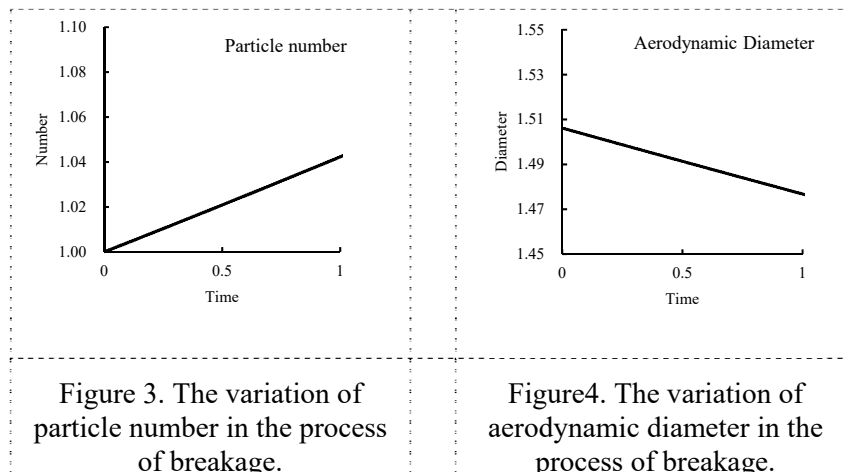 Particle number
1.10
1.08
1.06
1.04
1.02
1.00
Number
0
0.5
1
Time
Figure 3. The variation of
particle number in the process
of breakage.
Aerodynamic Diameter
1.55
1.53
1.51
1.49
1.47
1.45
Diameter
0
0.5
1
Time
Figure4. The variation of
aerodynamic diameter in the
process of breakage.